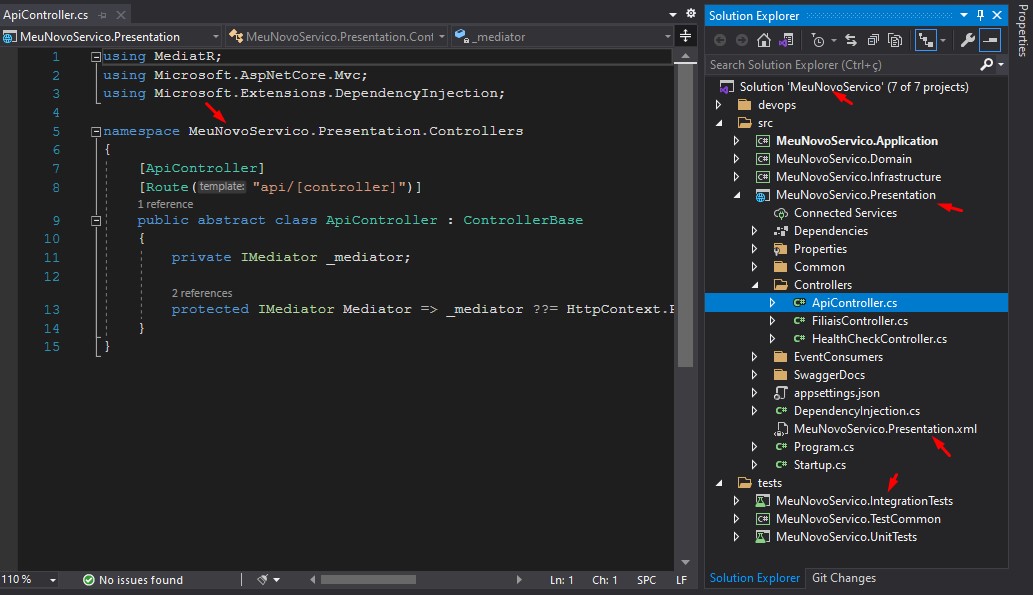 ApiController.cs
MeuNovoServico.Presentation
MeuNovoServico.Presentation.Cont
_mediator
1 using MediatR;
2 using Microsoft.AspNetCore.Mvc;
3 using Microsoft.Extensions.DependencyInjection;
4
5 namespace MeuNovoServico.Presentation.Controllers
6 {
7 [ApiController]
8 [Route(template: "api/[controller]")]
1 reference
9 public abstract class ApiController : ControllerBase
10 {
11 private IMediator _mediator;
12
2 references
13 protected IMediator Mediator => _mediator ??= HttpContext.R
14 }
15 }
110 %
No issues found
Ln: 1 Ch: 1 SPC LF
Solution Explorer
Search Solution Explorer (Ctrl+ç)
Solution 'MeuNovoServico' (7 of 7 projects)
devops
src
MeuNovoServico.Application
MeuNovoServico.Domain
MeuNovoServico.Infrastructure
MeuNovoServico.Presentation
Connected Services
Dependencies
Properties
Common
Controllers
C# ApiController.cs
C# FiliaisController.cs
C# HealthCheckController.cs
EventConsumers
SwaggerDocs
appsettings.json
C# DependencyInjection.cs
MeuNovoServico.Presentation.xml
C# Program.cs
C# Startup.cs
tests
MeuNovoServico.IntegrationTests
MeuNovoServico.TestCommon
MeuNovoServico.UnitTests
Solution Explorer Git Changes
Properties